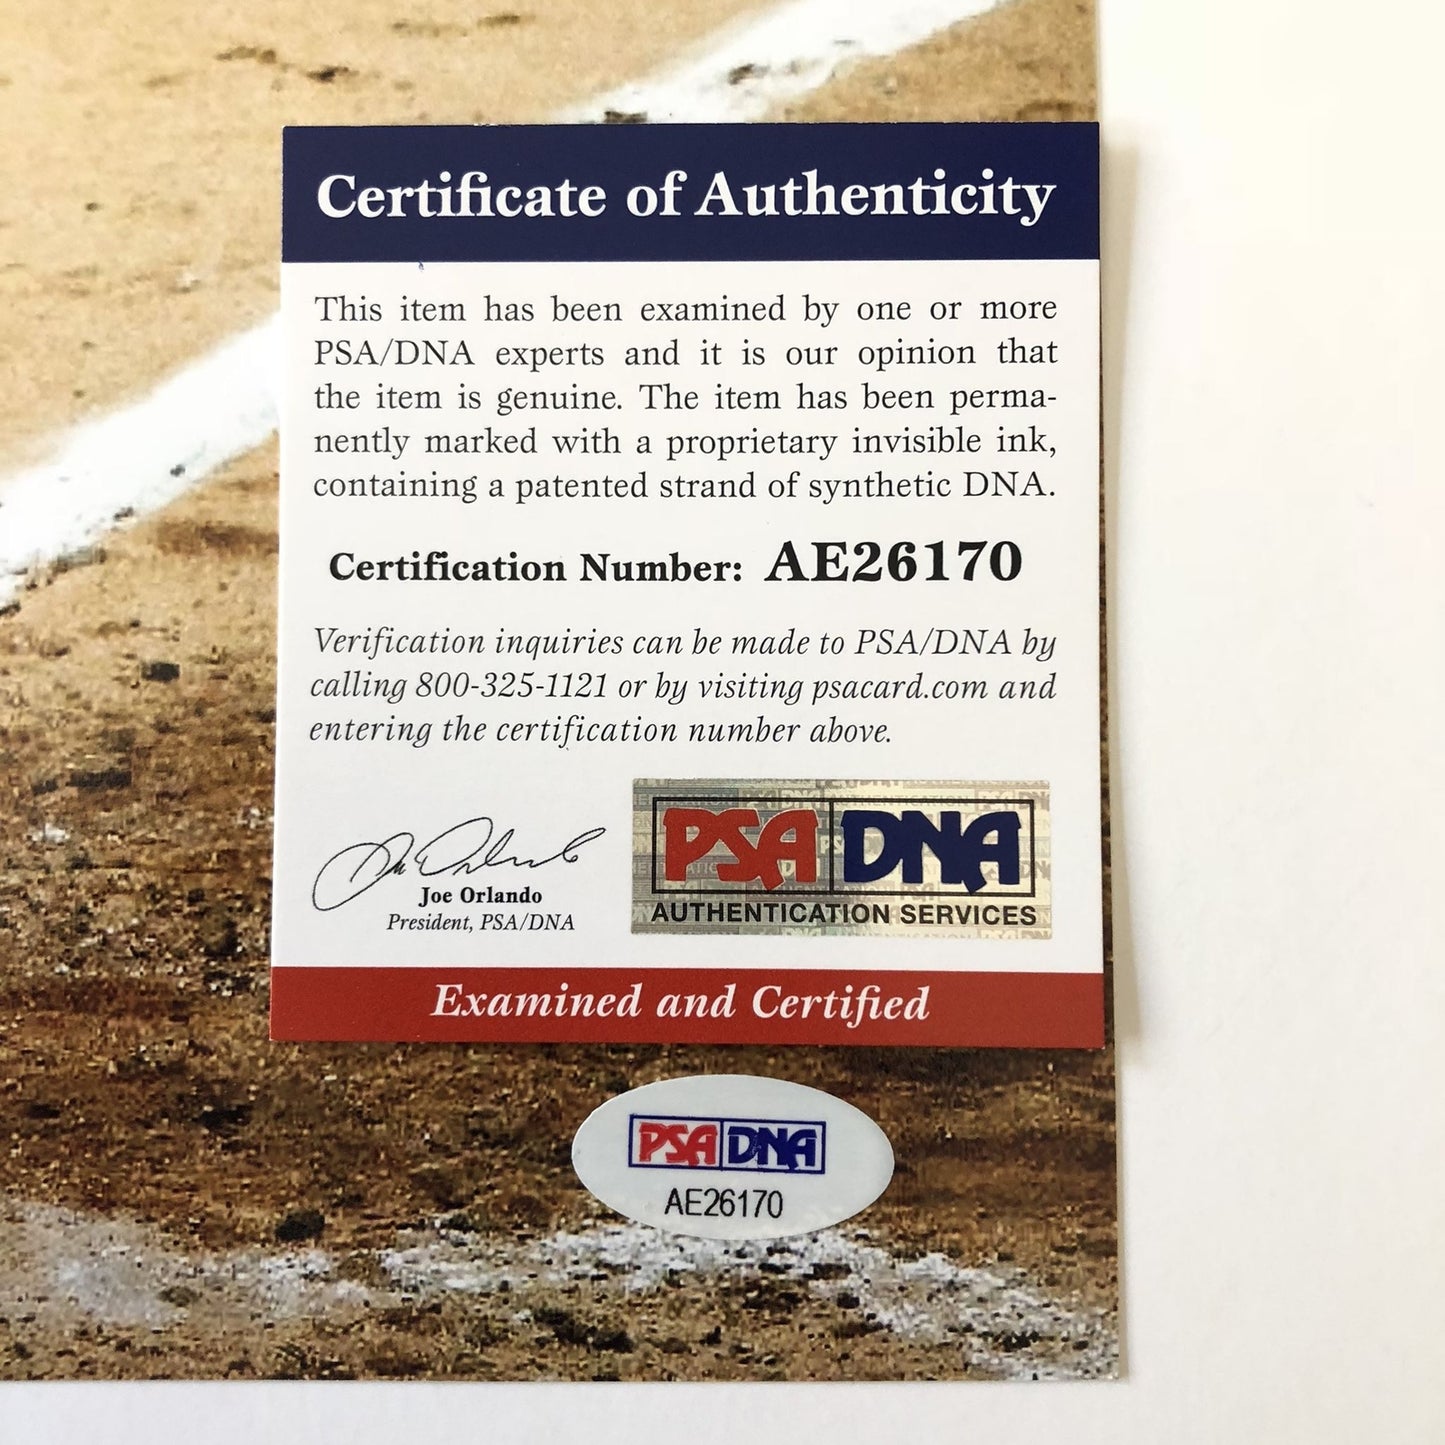 Certificate of Authenticity
This item has been examined by one or more
PSA/DNA experts and it is our opinion that
the item is genuine. The item has been perma-
nently marked with a proprietary invisible ink,
containing a patented strand of synthetic DNA.
Certification Number: AE26170
Verification inquiries can be made to PSA/DNA by
calling 800-325-1121 or by visiting psacard.com and
entering the certification number above.
Joe Orlando
President, PSA/DNA
PSA DNA
AUTHENTICATION SERVICES
Examined and Certified
PSA DNA
AE26170